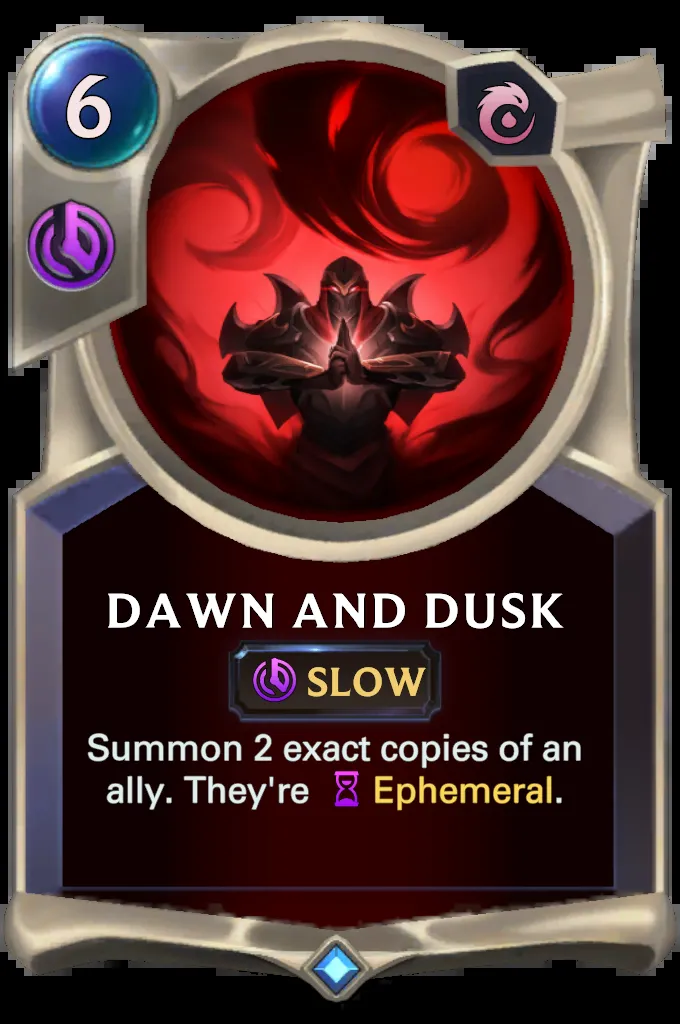 6
DAWN AND DUSK
SLOW
Summon 2 exact copies of an
ally. They're Ephemeral.